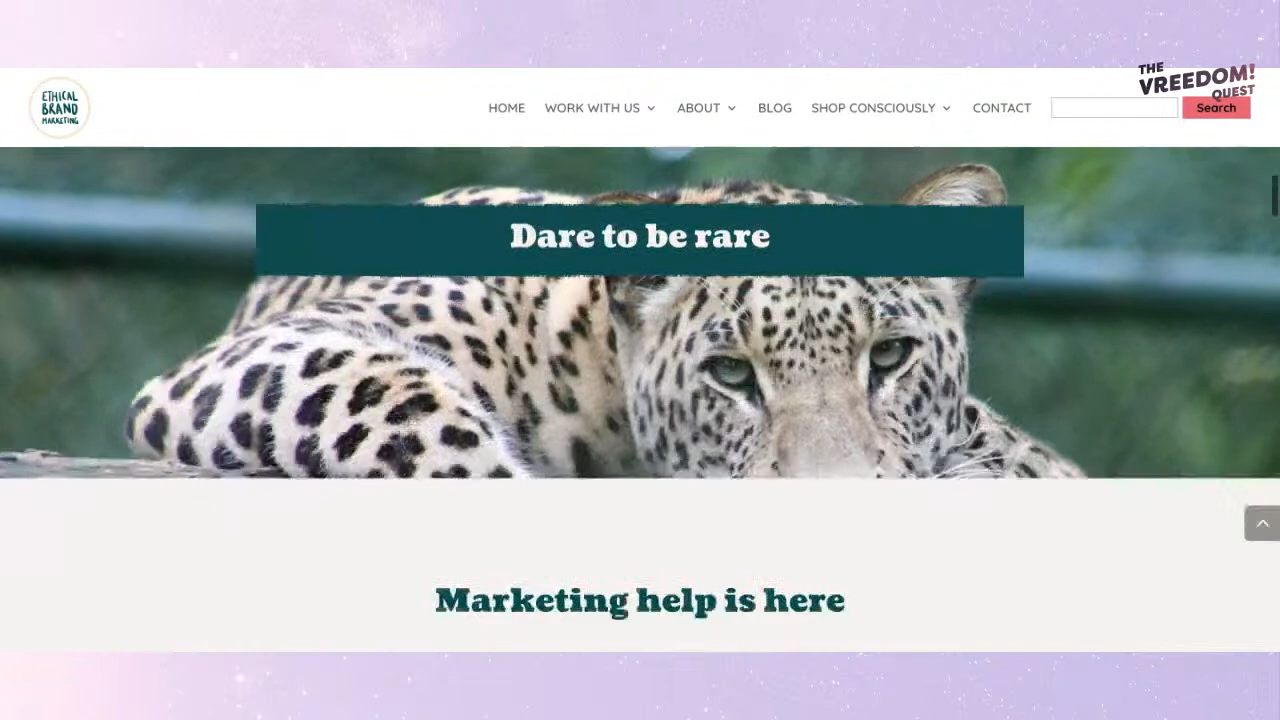 THE
VREEDOM!
QUEST
ETHICAL
BRAND
MARKETING
HOME WORK WITH US ABOUT BLOG SHOP CONSCIOUSLY CONTACT Search
Dare to be rare
Marketing help is here